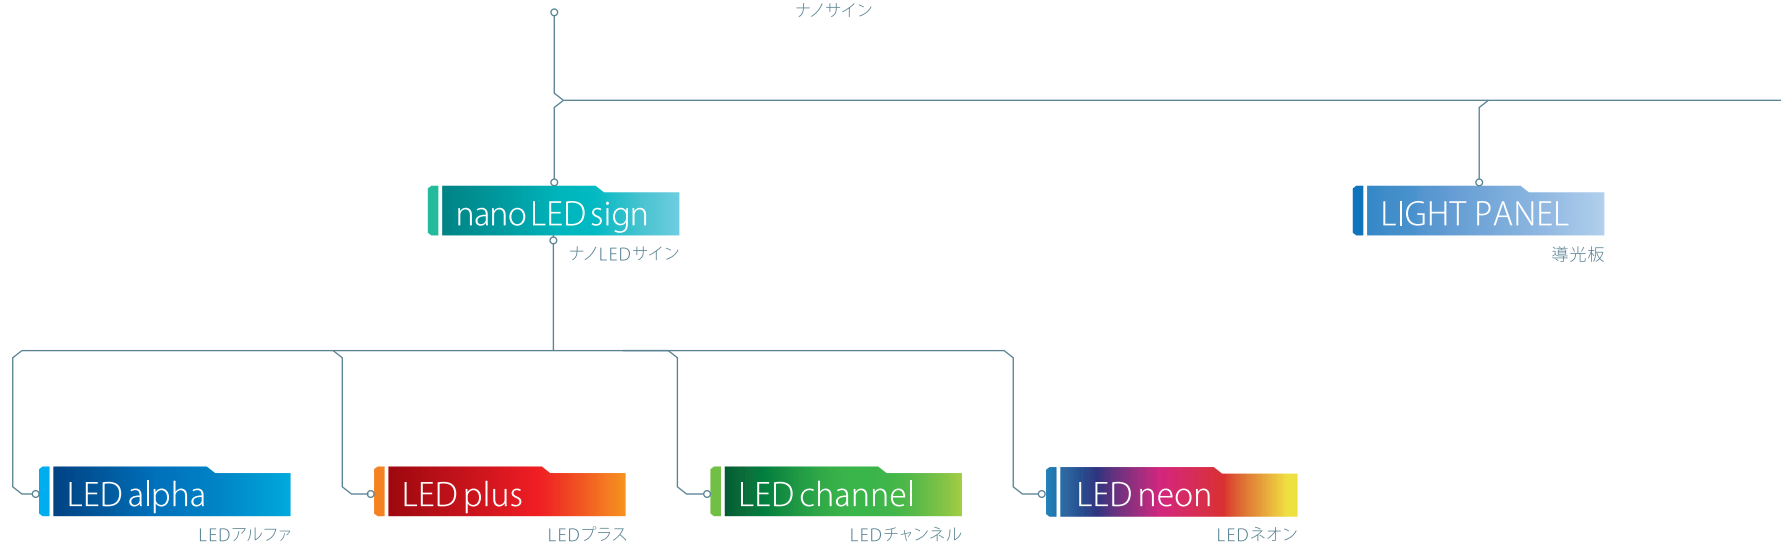 ナノサイン
nano LED sign
ナノLEDサイン
LIGHT PANEL
導光板
LED alpha
LEDアルファ
LED plus
LEDプラス
LED channel
LEDチャンネル
LED neon
LEDネオン